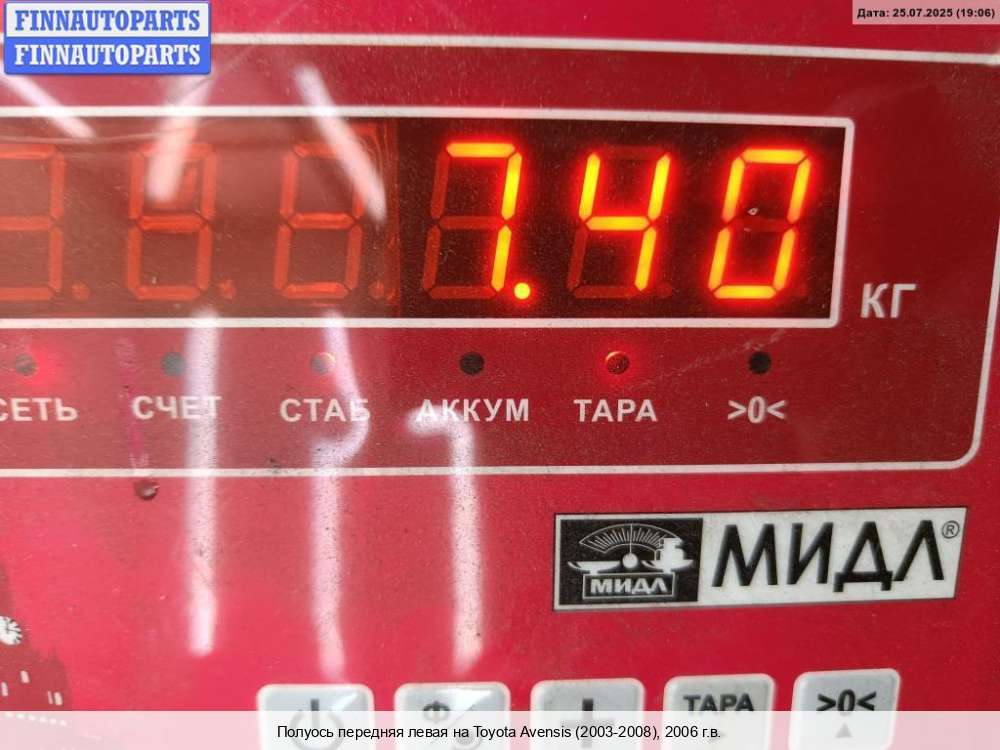 FINNAUTOPARTS
FINNAUTOPARTS
Дата: 25.07.2025 (19:06)
7.40
КГ
СЕТЬ СЧЕТ СТАБ АККУМ ТАРА >0<
МИДЛ МИДЛ®
ТАРА >0<
Полуось передняя левая на Toyota Avensis (2003-2008), 2006 г.в.